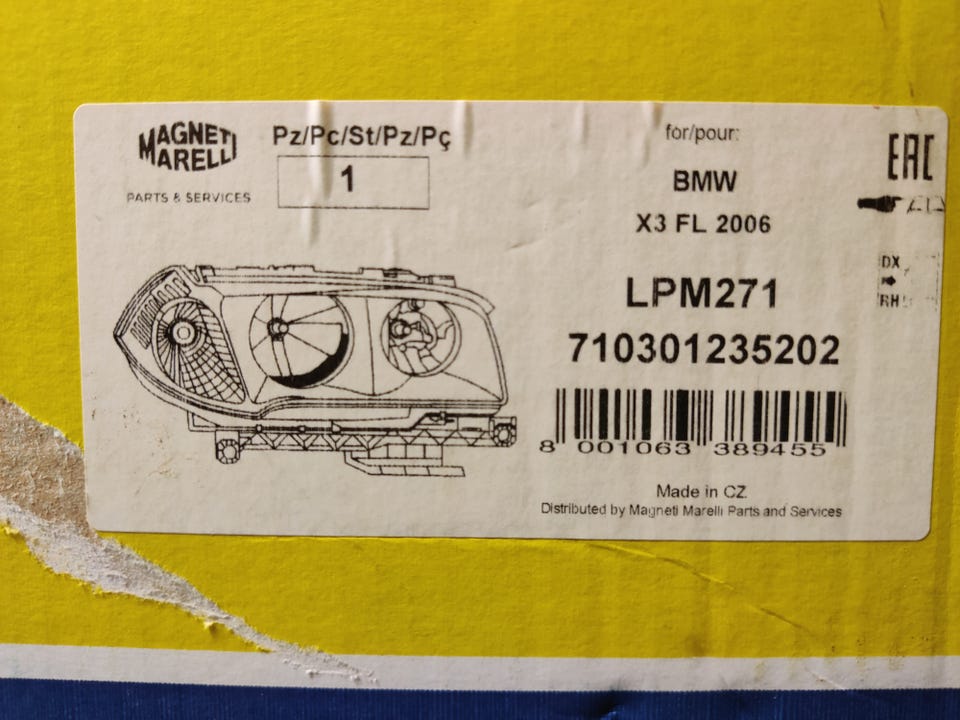 MAGNETI
MARELLI
PARTS & SERVICES
Pz/Pc/St/Pz/Pç
1
for/pour:
BMW
X3 FL 2006
LPM271
710301235202
8 001063 389455
Made in CZ
Distributed by Magneti Marelli Parts and Services
EAC
DX
RH